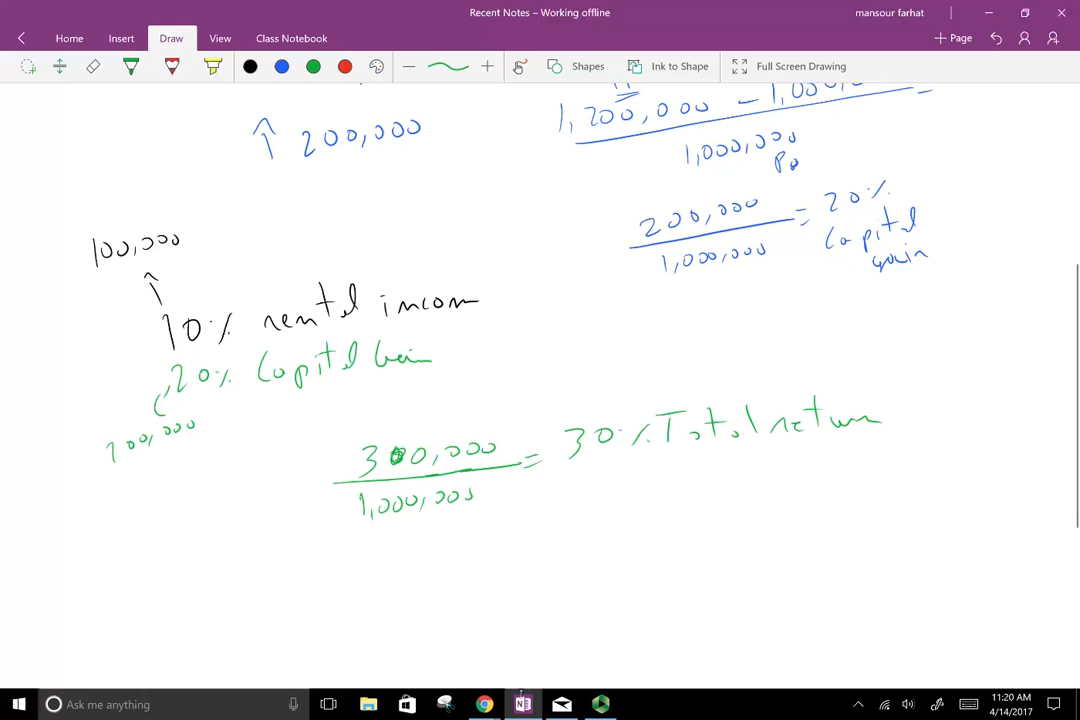 Recent Notes – Working offline
mansour farhat
Home Insert Draw View Class Notebook
Page
Shapes Ink to Shape Full Screen Drawing
1,200,000 –
1,000,000
P0
↑ 200,000
200,000 = 20%
1,000,000
Capital
gain
100,000
10% rental incom
20% Capital Gain
200,000
300,000 = 30% Total return
1,000,000
Ask me anything
11:20 AM
4/14/2017